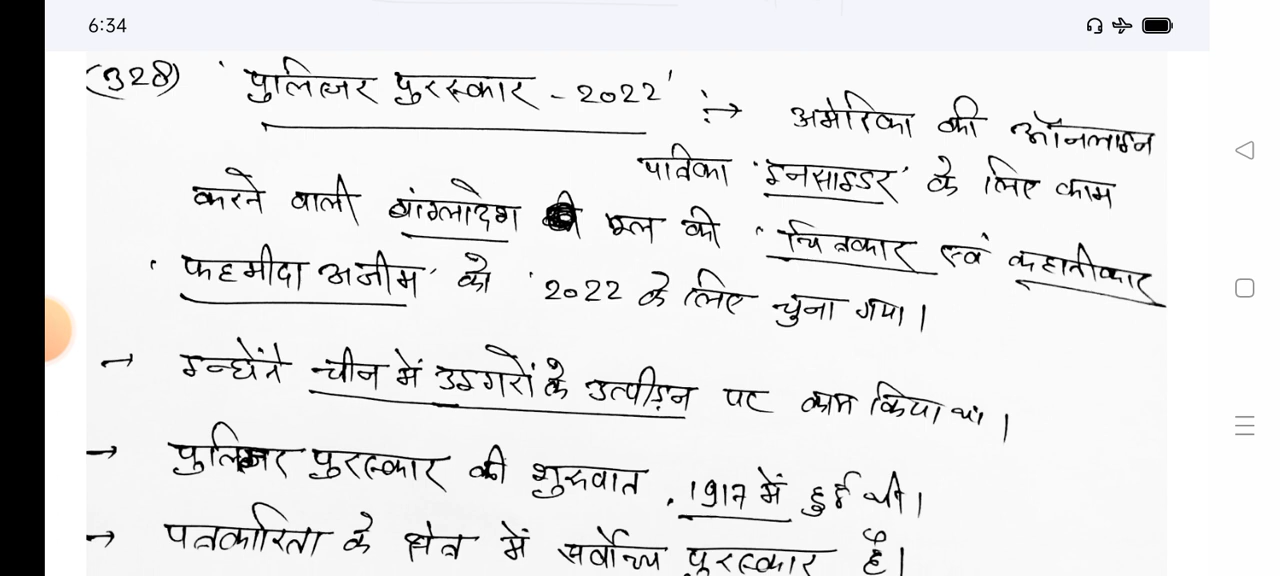 6:34
(328) 'पुलित्जर पुरस्कार - 2022' :→ अमेरिका की ऑनलाइन
पत्रिका 'इनसाइडर' के लिए काम
करने वाली बांग्लादेश की मूल की 'चित्रकार एवं कहानीकार
'फहमीदा अजीम' को '2022 के लिए चुना गया।
→ इन्होंने चीन में उइगरों के उत्पीड़न पर काम किया था।
→ पुलित्जर पुरस्कार की शुरुवात 1917 में हुई थी।
→ पत्रकारिता के क्षेत्र में सर्वोच्च पुरस्कार है।